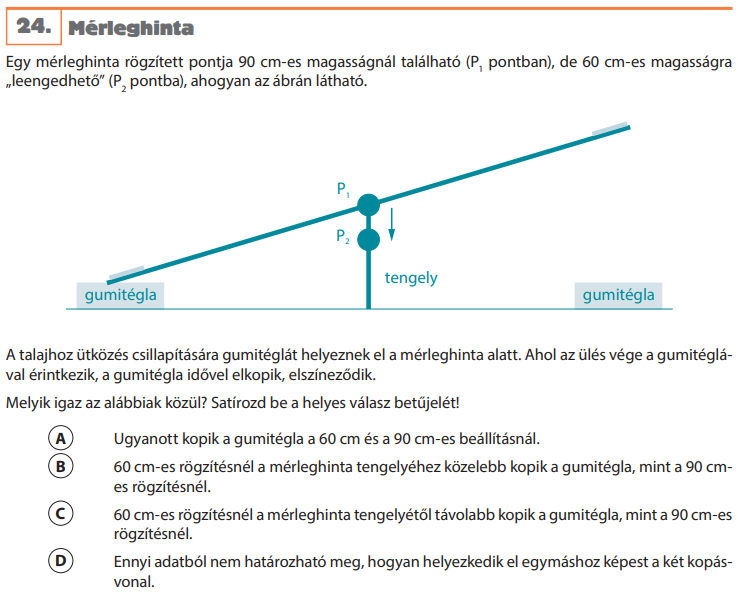 24. Mérleghinta
Egy mérleghinta rögzített pontja 90 cm-es magasságnál található (P₁ pontban), de 60 cm-es magasságra
„leengedhető” (P₂ pontba), ahogyan az ábrán látható.
P₁
P₂
tengely
gumitégla
gumitégla
A talajhoz ütközés csillapítására gumitéglát helyeznek el a mérleghinta alatt. Ahol az ülés vége a gumitéglá-
val érintkezik, a gumitégla idővel elkopik, elszíneződik.
Melyik igaz az alábbiak közül? Satírozd be a helyes válasz betűjelét!
A Ugyanott kopik a gumitégla a 60 cm és a 90 cm-es beállításnál.
B 60 cm-es rögzítésnél a mérleghinta tengelyéhez közelebb kopik a gumitégla, mint a 90 cm-
es rögzítésnél.
C 60 cm-es rögzítésnél a mérleghinta tengelyétől távolabb kopik a gumitégla, mint a 90 cm-es
rögzítésnél.
D Ennyi adatból nem határozható meg, hogyan helyezkedik el egymáshoz képest a két kopás-
vonal.